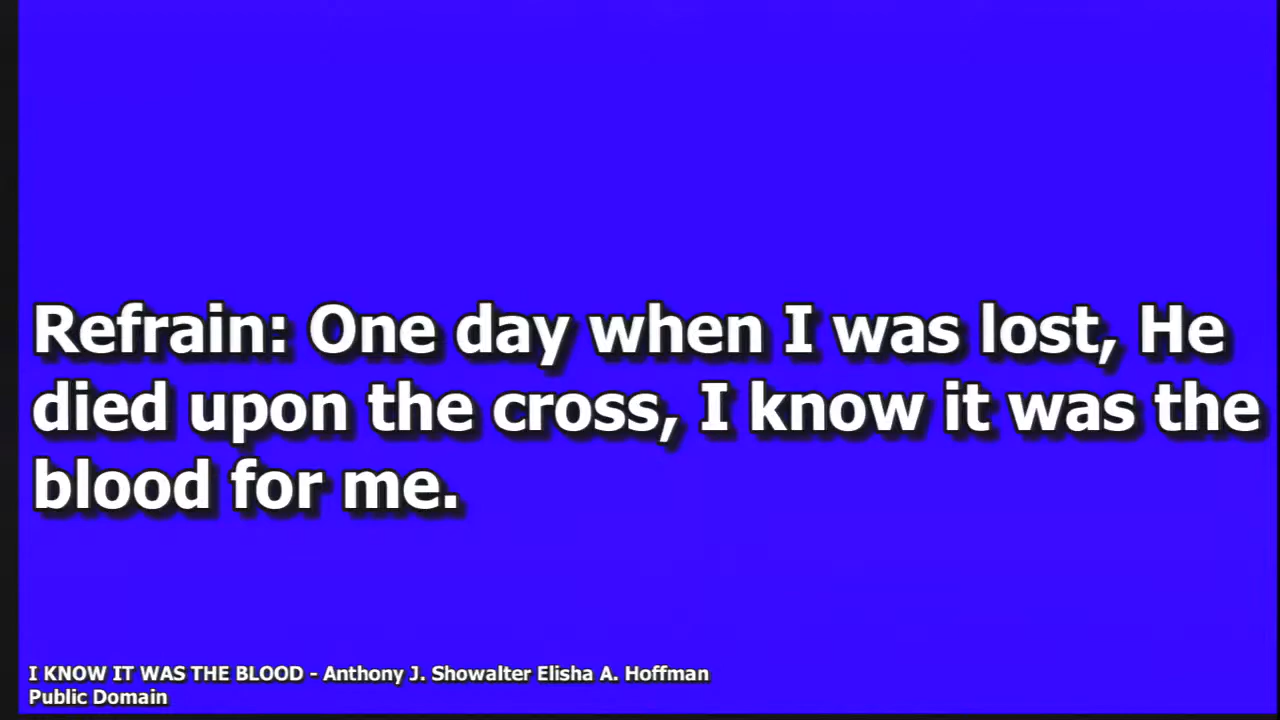 Refrain: One day when I was lost, He
died upon the cross, I know it was the
blood for me.
I KNOW IT WAS THE BLOOD - Anthony J. Showalter Elisha A. Hoffman
Public Domain